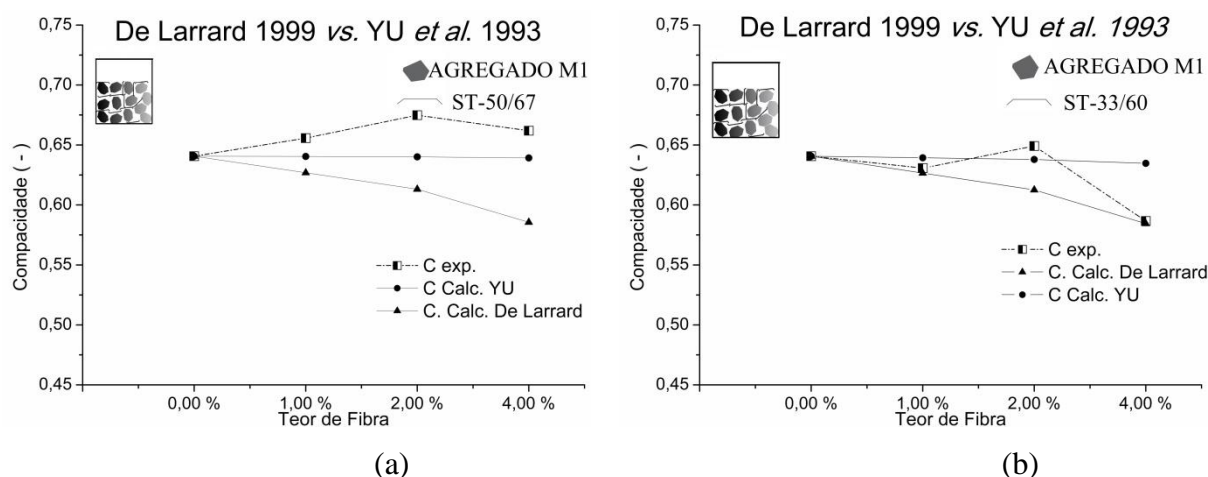 De Larrard 1999 vs. YU et al. 1993
AGREGADO M1
ST-50/67
0,75
0,70
0,65
0,60
0,55
0,50
0,45
Compacidade ( - )
C exp.
C Calc. YU
C. Calc. De Larrard
0,00 %
1,00 %
2,00 %
4,00 %
Teor de Fibra
(a)
De Larrard 1999 vs. YU et al. 1993
AGREGADO M1
ST-33/60
0,75
0,70
0,65
0,60
0,55
0,50
0,45
Compacidade ( - )
C exp.
C. Calc. De Larrard
C Calc. YU
0,00 %
1,00 %
2,00 %
4,00 %
Teor de Fibra
(b)